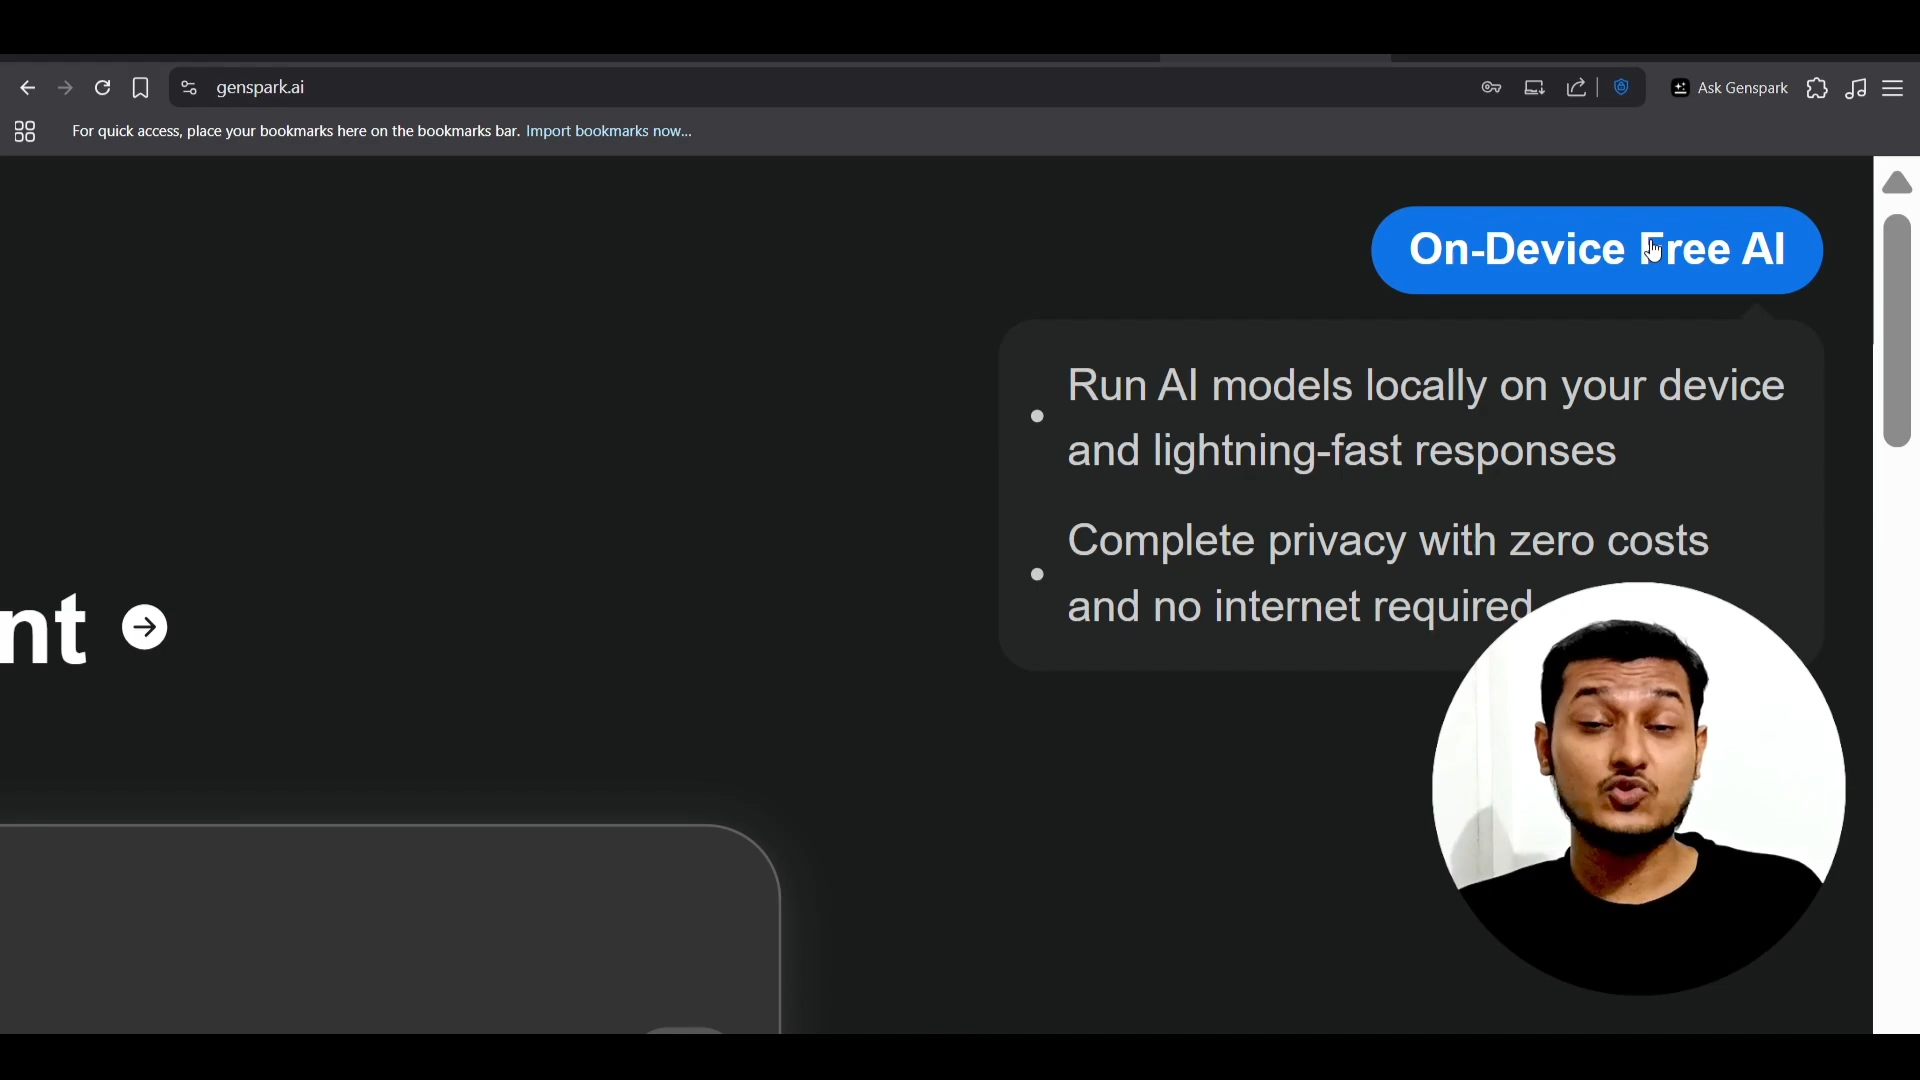 genspark.ai
Ask Genspark
For quick access, place your bookmarks here on the bookmarks bar. Import bookmarks now...
On-Device Free AI
Run AI models locally on your device
and lightning-fast responses
Complete privacy with zero costs
and no internet required
nt